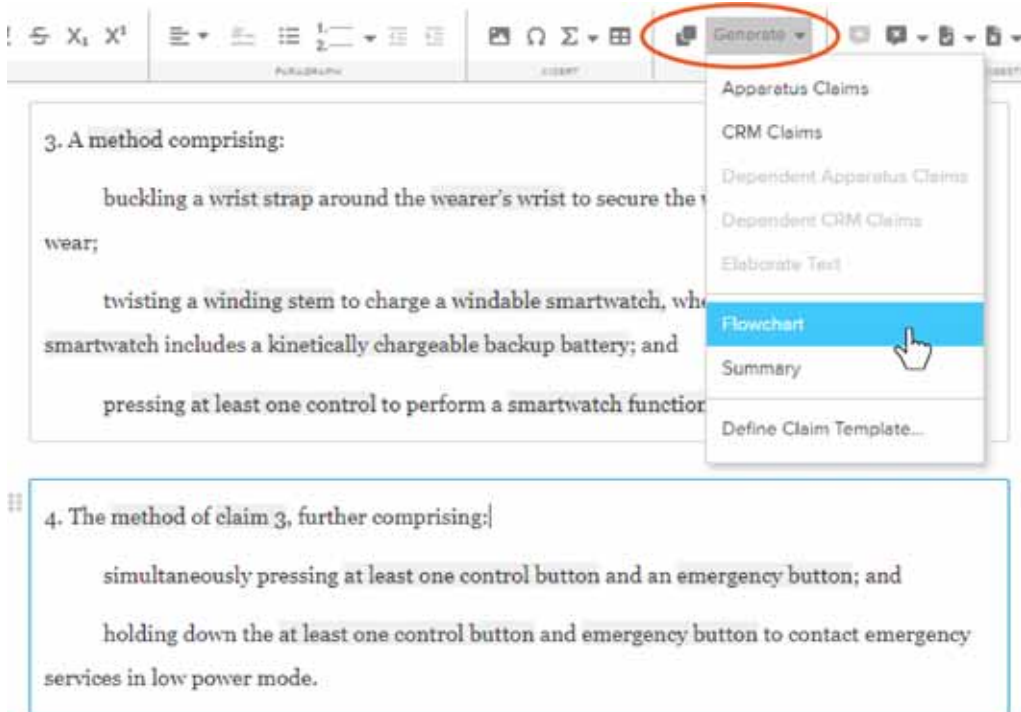 S X₁ X¹ 1. 2. Ω Σ Generate
PARAGRAPH INSERT
Apparatus Claims
CRM Claims
Dependent Apparatus Claims
Dependent CRM Claims
Elaborate Text
Flowchart
Summary
Define Claim Template...
3. A method comprising:
buckling a wrist strap around the wearer's wrist to secure the
wear;
twisting a winding stem to charge a windable smartwatch,
smartwatch includes a kinetically chargeable backup battery; and
pressing at least one control to perform a smartwatch function
4. The method of claim 3, further comprising:
simultaneously pressing at least one control button and an emergency button; and
holding down the at least one control button and emergency button to contact emergency
services in low power mode.